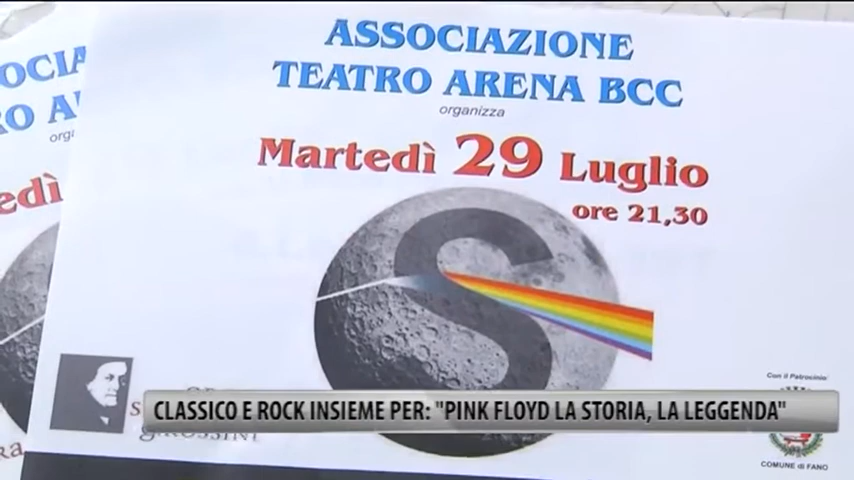 ASSOCIAZIONE
TEATRO ARENA BCC
organizza
Martedì 29 Luglio
ore 21,30
S
Con il Patrocinio
CLASSICO E ROCK INSIEME PER: "PINK FLOYD LA STORIA, LA LEGGENDA"
COMUNE di FANO